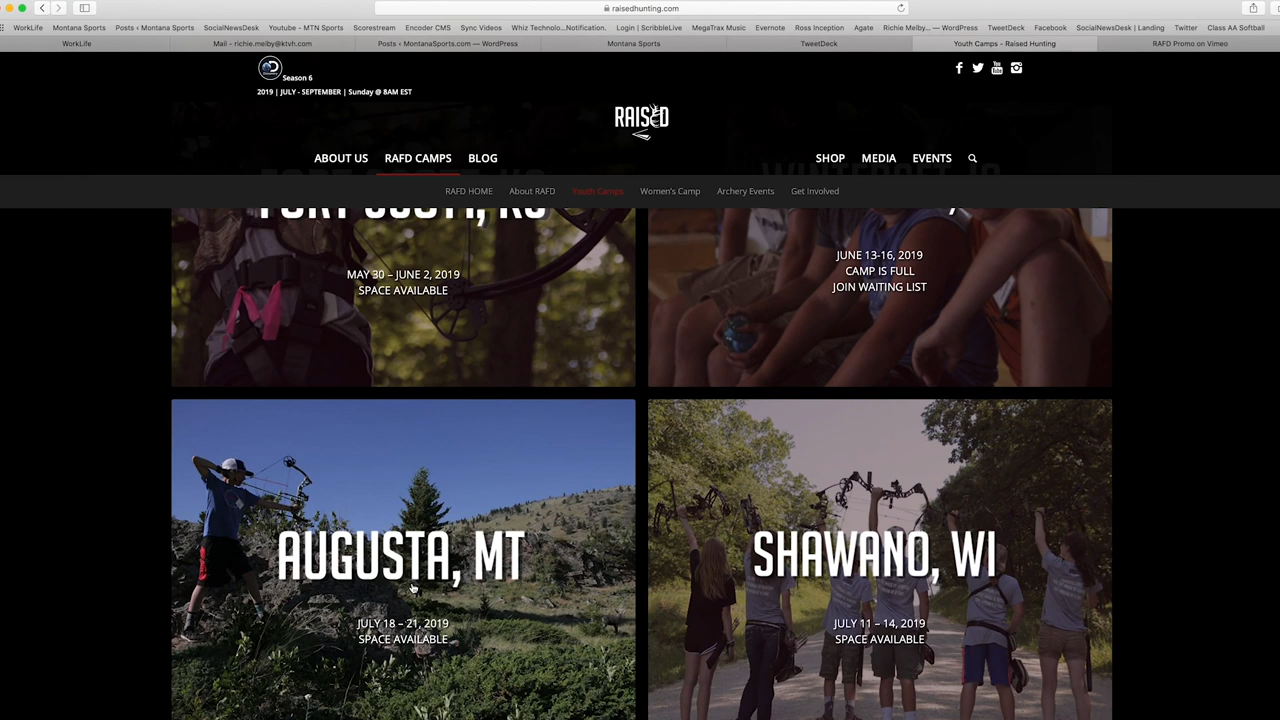 raisedhunting.com
WorkLife Montana Sports Posts ‹ MontanaSports.com SocialNewsDesk Youtube - MTN Sports Scorestream Encoder CMS Sync Videos Whiz Technolo...Notification. Login | ScribbleLive MegaTrax Music Evernote Ross Inception Agate Richie Melby... — WordPress TweetDeck Facebook SocialNewsDesk | Landing Twitter Class AA Softball
WorkLife Mail - richie.melby@ktvh.com Posts ‹ MontanaSports.com — WordPress Montana Sports TweetDeck Youth Camps - Raised Hunting RAFD Promo on Vimeo
Season 6
2019 | JULY - SEPTEMBER | Sunday @ 8AM EST
You Tube
RAISED
ABOUT US RAFD CAMPS BLOG SHOP MEDIA EVENTS
RAFD HOME About RAFD Youth Camps Women's Camp Archery Events Get Involved
MAY 30 – JUNE 2, 2019
SPACE AVAILABLE
JUNE 13-16, 2019
CAMP IS FULL
JOIN WAITING LIST
AUGUSTA, MT
JULY 18 – 21, 2019
SPACE AVAILABLE
SHAWANO, WI
JULY 11 – 14, 2019
SPACE AVAILABLE